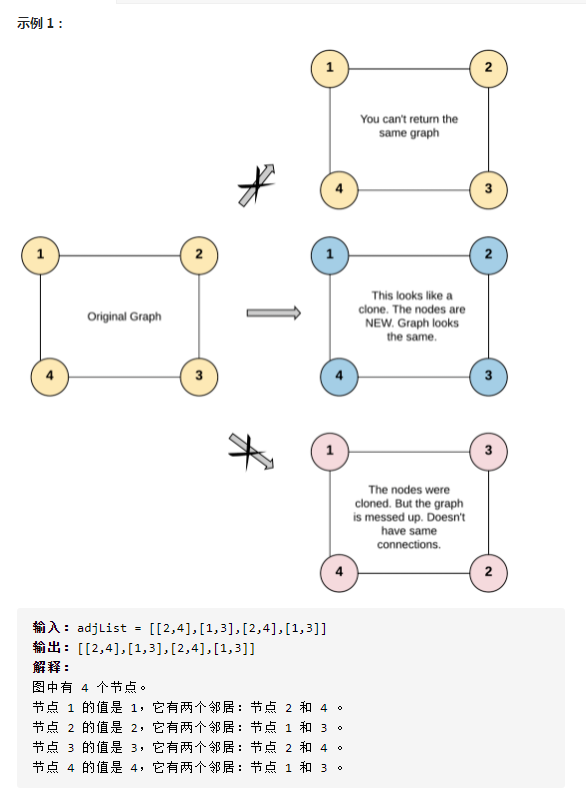 示例 1：
1
2
You can't return the
same graph
4
3
1
2
Original Graph
4
3
1
2
This looks like a
clone. The nodes are
NEW. Graph looks
the same.
4
3
1
3
The nodes were
cloned. But the graph
is messed up. Doesn't
have same
connections.
4
2
输入：adjList = [[2,4],[1,3],[2,4],[1,3]]
输出：[[2,4],[1,3],[2,4],[1,3]]
解释：
图中有 4 个节点。
节点 1 的值是 1，它有两个邻居：节点 2 和 4 。
节点 2 的值是 2，它有两个邻居：节点 1 和 3 。
节点 3 的值是 3，它有两个邻居：节点 2 和 4 。
节点 4 的值是 4，它有两个邻居：节点 1 和 3 。